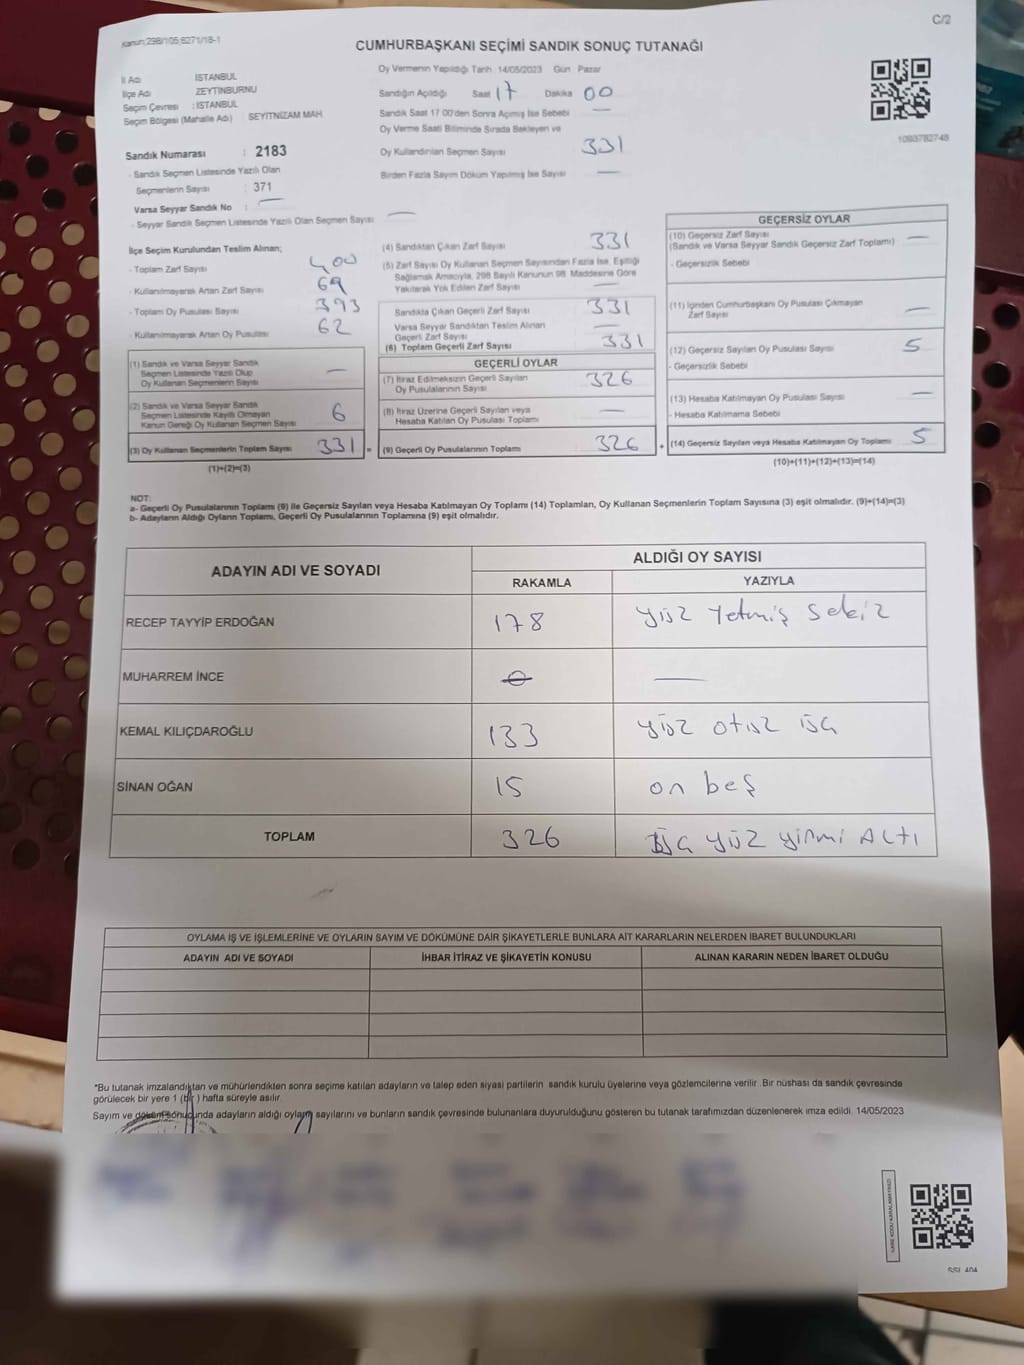 Kanun:298/105;6271/18-1
C/2
CUMHURBAŞKANI SEÇİMİ SANDIK SONUÇ TUTANAĞI
İl Adı İSTANBUL
İlçe Adı ZEYTİNBURNU
Seçim Çevresi : İSTANBUL
Seçim Bölgesi (Mahalle Adı) SEYİTNİZAM MAH.
Sandık Numarası : 2183
- Sandık Seçmen Listesinde Yazılı Olan
Seçmenlerin Sayısı : 371
Varsa Seyyar Sandık No : —
- Seyyar Sandık Seçmen Listesinde Yazılı Olan Seçmen Sayısı —
Oy Vermenin Yapıldığı Tarih 14/05/2023 Gün Pazar
Sandığın Açıldığı Saat 17 Dakika 00
Sandık Saat 17.00'den Sonra Açılmış İse Sebebi —
Oy Verme Saati Bitiminde Sırada Bekleyen ve
Oy Kullandırılan Seçmen Sayısı 331
Birden Fazla Sayım Döküm Yapılmış İse Sayısı —
1093782748
İlçe Seçim Kurulundan Teslim Alınan;
- Toplam Zarf Sayısı 400
- Kullanılmayarak Artan Zarf Sayısı 69
- Toplam Oy Pusulası Sayısı 393
- Kullanılmayarak Artan Oy Pusulası 62
(1) Sandık ve Varsa Seyyar Sandık
Seçmen Listesinde Yazılı Olup
Oy Kullanan Seçmenlerin Sayısı —
(2) Sandık ve Varsa Seyyar Sandık
Seçmen Listesinde Kayıtlı Olmayan
Kanun Gereği Oy Kullanan Seçmen Sayısı 6
(3) Oy Kullanan Seçmenlerin Toplam Sayısı 331 =
(1)+(2)=(3)
(4) Sandıktan Çıkan Zarf Sayısı 331
(5) Zarf Sayısı Oy Kullanan Seçmen Sayısından Fazla İse, Eşitliği
Sağlamak Amacıyla, 298 Sayılı Kanunun 98. Maddesine Göre
Yakılarak Yok Edilen Zarf Sayısı —
Sandıkta Çıkan Geçerli Zarf Sayısı 331
Varsa Seyyar Sandıktan Teslim Alınan
Geçerli Zarf Sayısı —
(6) Toplam Geçerli Zarf Sayısı 331
GEÇERLİ OYLAR
(7) İtiraz Edilmeksizin Geçerli Sayılan
Oy Pusulalarının Sayısı 326
(8) İtiraz Üzerine Geçerli Sayılan veya
Hesaba Katılan Oy Pusulası Toplamı —
(9) Geçerli Oy Pusulalarının Toplamı 326 +
GEÇERSİZ OYLAR
(10) Geçersiz Zarf Sayısı —
(Sandık ve Varsa Seyyar Sandık Geçersiz Zarf Toplamı)
- Geçersizlik Sebebi
(11) İçinden Cumhurbaşkanı Oy Pusulası Çıkmayan
Zarf Sayısı —
(12) Geçersiz Sayılan Oy Pusulası Sayısı 5
- Geçersizlik Sebebi
(13) Hesaba Katılmayan Oy Pusulası Sayısı —
- Hesaba Katılmama Sebebi
(14) Geçersiz Sayılan veya Hesaba Katılmayan Oy Toplamı 5
(10)+(11)+(12)+(13)=(14)
NOT:
a- Geçerli Oy Pusulalarının Toplamı (9) ile Geçersiz Sayılan veya Hesaba Katılmayan Oy Toplamı (14) Toplamları, Oy Kullanan Seçmenlerin Toplam Sayısına (3) eşit olmalıdır. (9)+(14)=(3)
b- Adayların Aldığı Oyların Toplamı, Geçerli Oy Pusulalarının Toplamına (9) eşit olmalıdır.
ADAYIN ADI VE SOYADI ALDIĞI OY SAYISI
RAKAMLA YAZIYLA
RECEP TAYYİP ERDOĞAN 178 yüz yetmiş sekiz
MUHARREM İNCE 0 —
KEMAL KILIÇDAROĞLU 133 yüz otuz üç
SİNAN OĞAN 15 on beş
TOPLAM 326 üç yüz yirmi ALTI
OYLAMA İŞ VE İŞLEMLERİNE VE OYLARIN SAYIM VE DÖKÜMÜNE DAİR ŞİKAYETLERLE BUNLARA AİT KARARLARIN NELERDEN İBARET BULUNDUKLARI
ADAYIN ADI VE SOYADI İHBAR İTİRAZ VE ŞİKAYETİN KONUSU ALINAN KARARIN NEDEN İBARET OLDUĞU
*Bu tutanak imzalandıktan ve mühürlendikten sonra seçime katılan adayların ve talep eden siyasi partilerin sandık kurulu üyelerine veya gözlemcilerine verilir. Bir nüshası da sandık çevresinde
görülecek bir yere 1 (bir) hafta süreyle asılır.
Sayım ve döküm sonucunda adayların aldığı oyların sayılarını ve bunların sandık çevresinde bulunanlara duyurulduğunu gösteren bu tutanak tarafımızdan düzenlenerek imza edildi. 14/05/2023